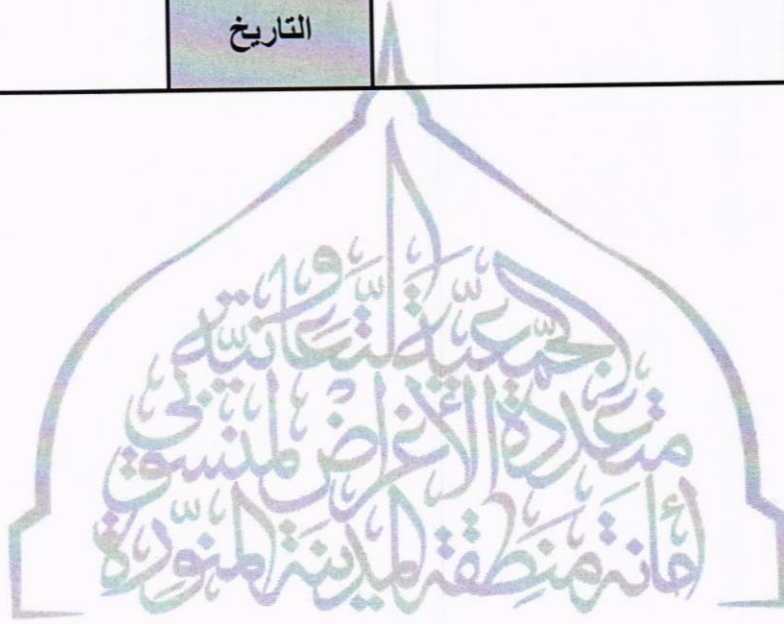 التاريخ
الجمعية التعاونية
متعددة الأغراض لمنسوبي
أمانة منطقة المدينة المنورة